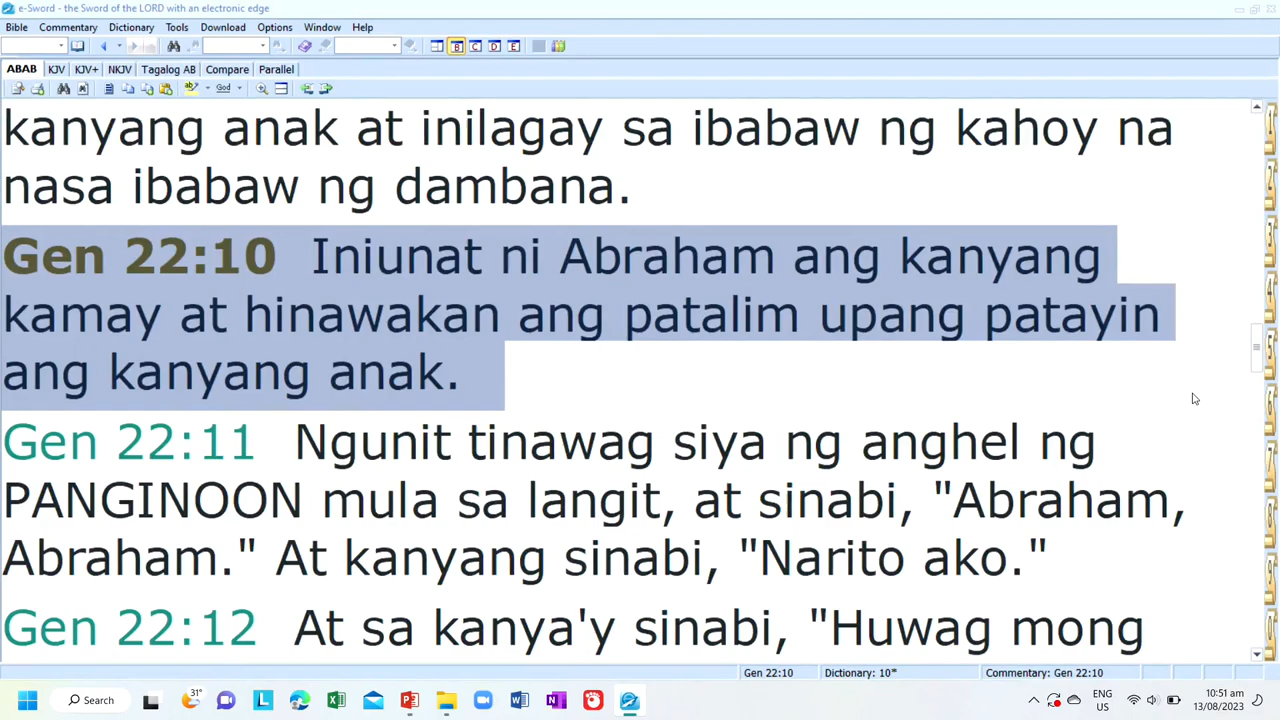 e-Sword - the Sword of the LORD with an electronic edge
Bible Commentary Dictionary Tools Download Options Window Help
B C D E
ABAB KJV KJV+ NKJV Tagalog AB Compare Parallel
God
kanyang anak at inilagay sa ibabaw ng kahoy na
nasa ibabaw ng dambana.
Gen 22:10 Iniunat ni Abraham ang kanyang
kamay at hinawakan ang patalim upang patayin
ang kanyang anak.
Gen 22:11 Ngunit tinawag siya ng anghel ng
PANGINOON mula sa langit, at sinabi, "Abraham,
Abraham." At kanyang sinabi, "Narito ako."
Gen 22:12 At sa kanya'y sinabi, "Huwag mong
Gen 22:10 Dictionary: 10* Commentary: Gen 22:10
Search
31°
ENG
US
10:51 am
13/08/2023